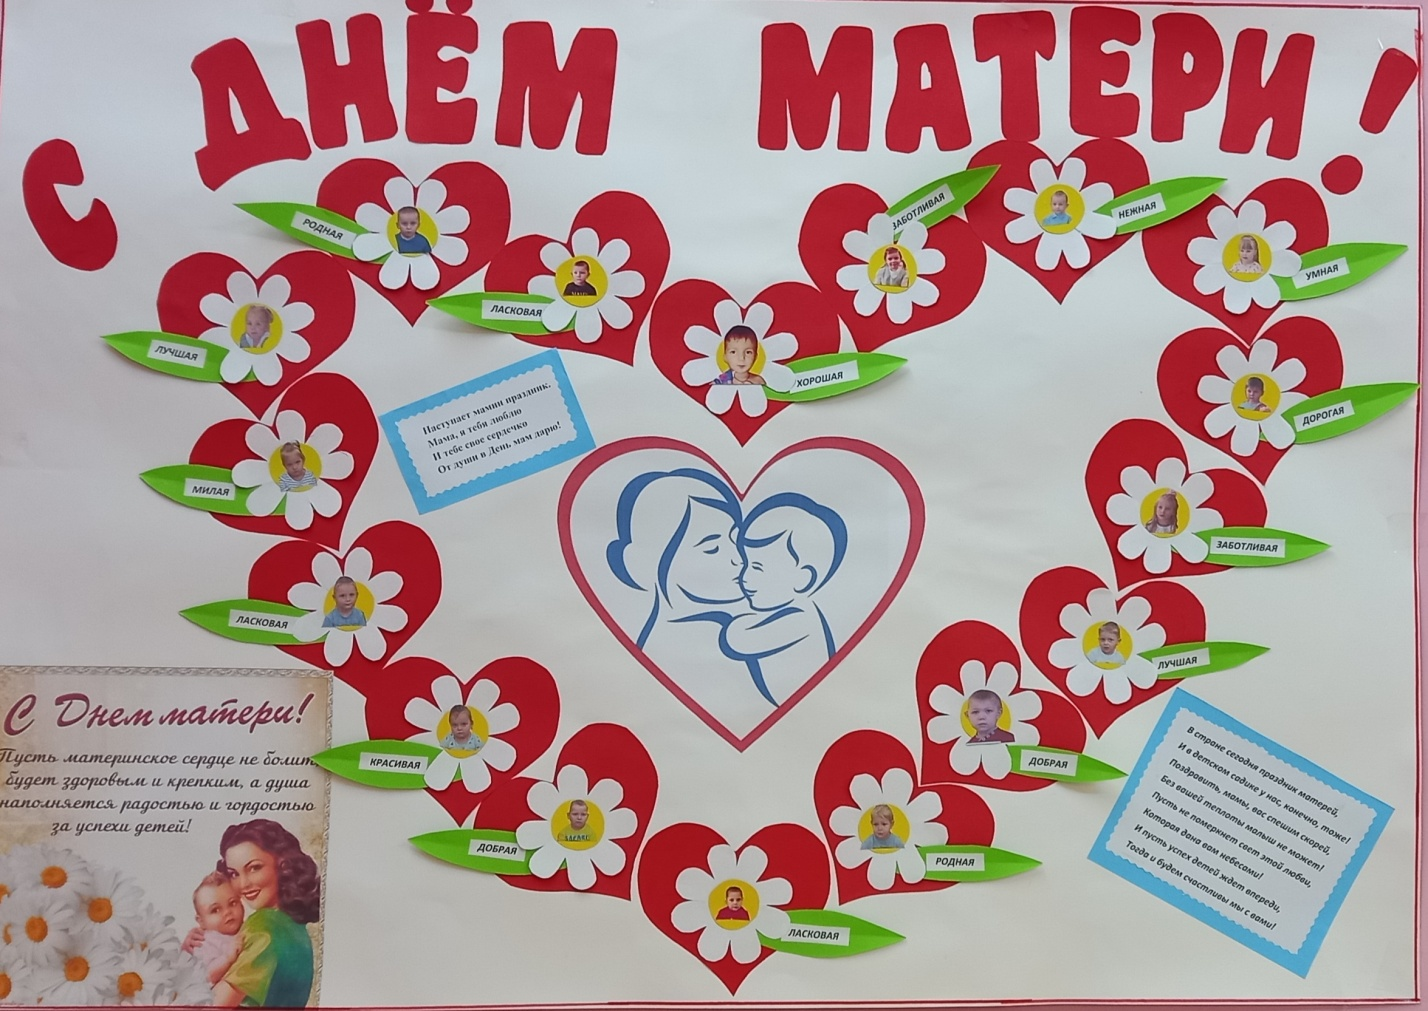 С ДНЁМ МАТЕРИ!
РОДНАЯ
ЛАСКОВАЯ
ХОРОШАЯ
ЗАБОТЛИВАЯ
НЕЖНАЯ
УМНАЯ
ЛУЧШАЯ
ДОРОГАЯ
МИЛАЯ
ЗАБОТЛИВАЯ
ЛАСКОВАЯ
ЛУЧШАЯ
КРАСИВАЯ
ДОБРАЯ
ДОБРАЯ
РОДНАЯ
ЛАСКОВАЯ
Наступает мамин праздник.
Мама, я тебя люблю
И тебе свое сердечко
От души в День мам дарю!
С Днем матери!
Пусть материнское сердце не болит,
будет здоровым и крепким, а душа
наполняется радостью и гордостью
за успехи детей!
В стране сегодня праздник матерей,
И в детском садике у нас, конечно, тоже!
Поздравить, мамы, вас спешим скорей,
Без вашей теплоты малыш не может!
Пусть не померкнет свет этой любви,
Которая дана вам небесами!
И пусть успех детей ждет впереди,
Тогда и будем счастливы мы с вами!